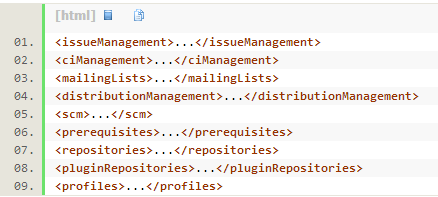 [html]
01. <issueManagement>...</issueManagement>
02. <ciManagement>...</ciManagement>
03. <mailingLists>...</mailingLists>
04. <distributionManagement>...</distributionManagement>
05. <scm>...</scm>
06. <prerequisites>...</prerequisites>
07. <repositories>...</repositories>
08. <pluginRepositories>...</pluginRepositories>
09. <profiles>...</profiles>